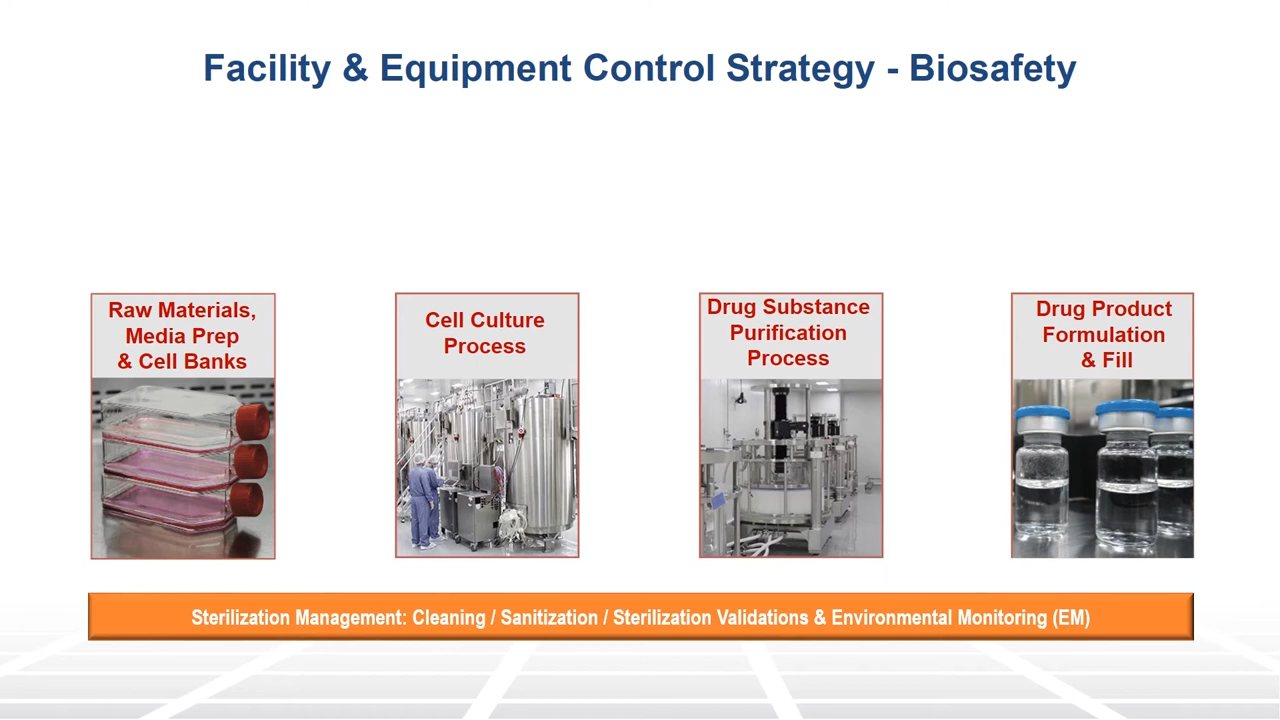 Facility & Equipment Control Strategy - Biosafety
Raw Materials,
Media Prep
& Cell Banks
Cell Culture
Process
Drug Substance
Purification
Process
Drug Product
Formulation
& Fill
Sterilization Management: Cleaning / Sanitization / Sterilization Validations & Environmental Monitoring (EM)